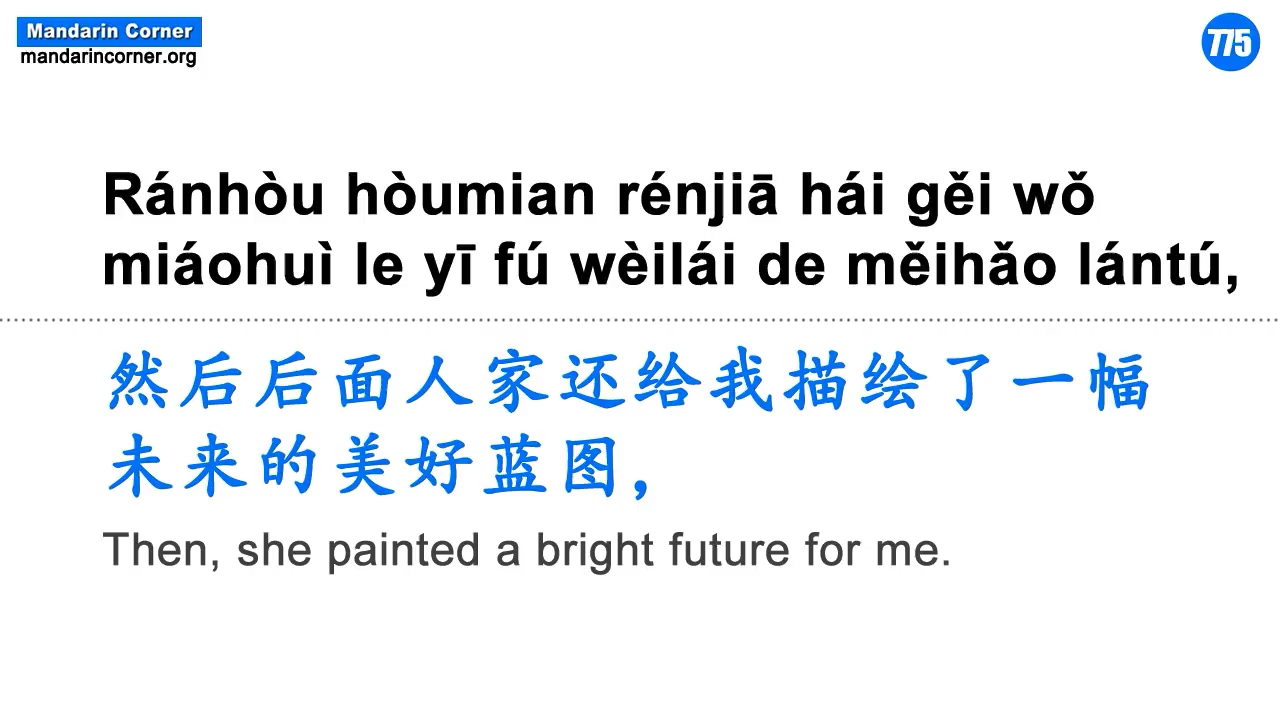 Mandarin Corner
mandarincorner.org
775
Ránhòu hòumian rénjiā hái gěi wǒ
miáohuì le yī fú wèilái de měihǎo lántú,
然后后面人家还给我描绘了一幅
未来的美好蓝图，
Then, she painted a bright future for me.